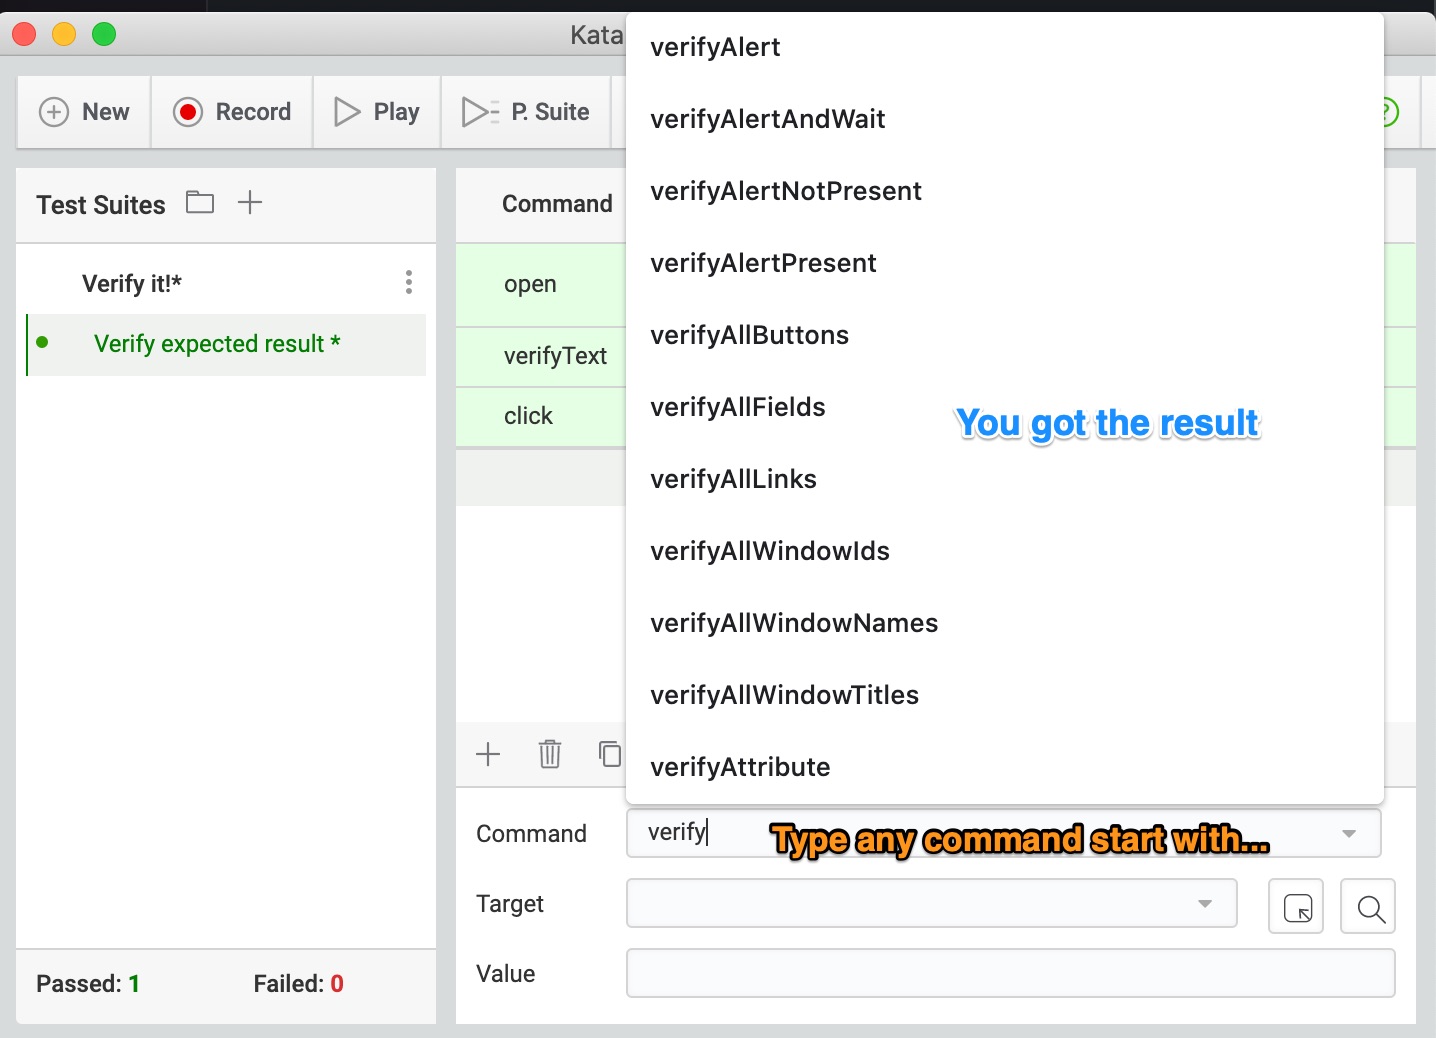 Kata
New
Record
Play
P. Suite
?
Test Suites
Verify it!*
Verify expected result *
Passed: 1
Failed: 0
Command
open
verifyText
click
verifyAlert
verifyAlertAndWait
verifyAlertNotPresent
verifyAlertPresent
verifyAllButtons
verifyAllFields
verifyAllLinks
verifyAllWindowIds
verifyAllWindowNames
verifyAllWindowTitles
verifyAttribute
You got the result
Command
verify
Type any command start with...
Target
Value